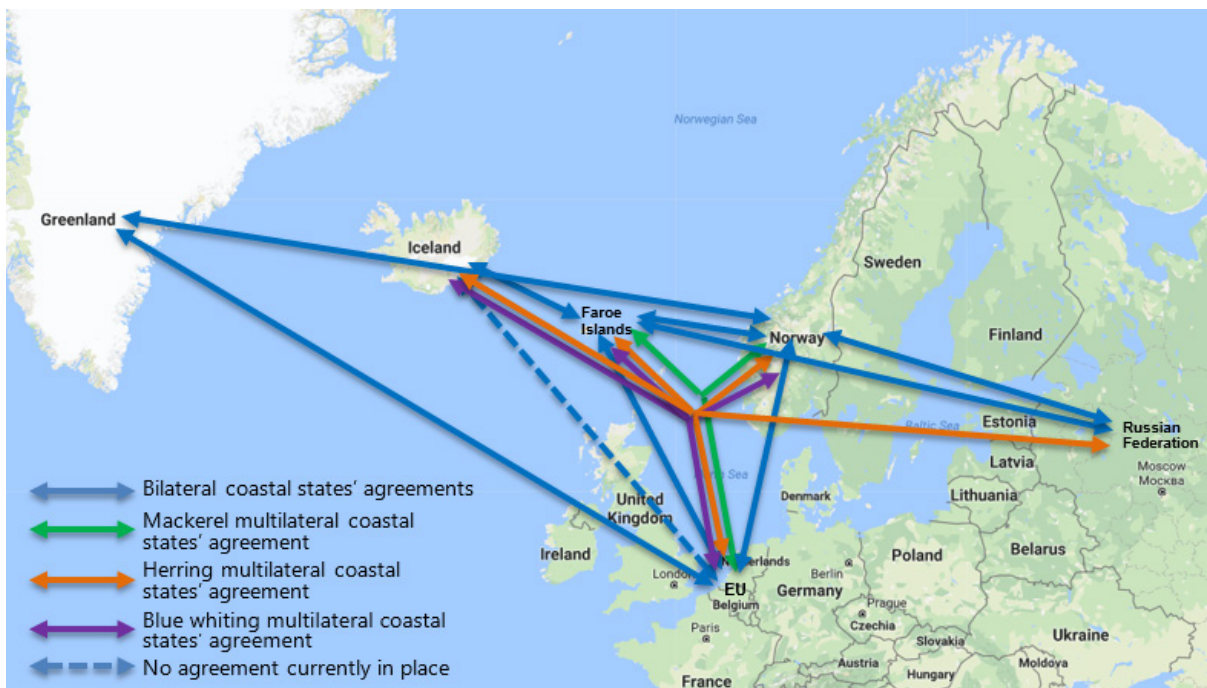 Norwegian Sea
Greenland
Iceland
Sweden
Faroe
Islands
Norway
Finland
Baltic Sea
Estonia
Russian
Federation
Latvia
Moscow
Москва
Sea
Denmark
Lithuania
United
Kingdom
Ireland
Belarus
London
Berlin
Poland
EU
Germany
Belgium
Prague
Paris
Czechia
Ukraine
Slovakia
Austria
Moldova
Hungary
France
Bilateral coastal states’ agreements
Mackerel multilateral coastal
states’ agreement
Herring multilateral coastal
states’ agreement
Blue whiting multilateral coastal
states’ agreement
No agreement currently in place